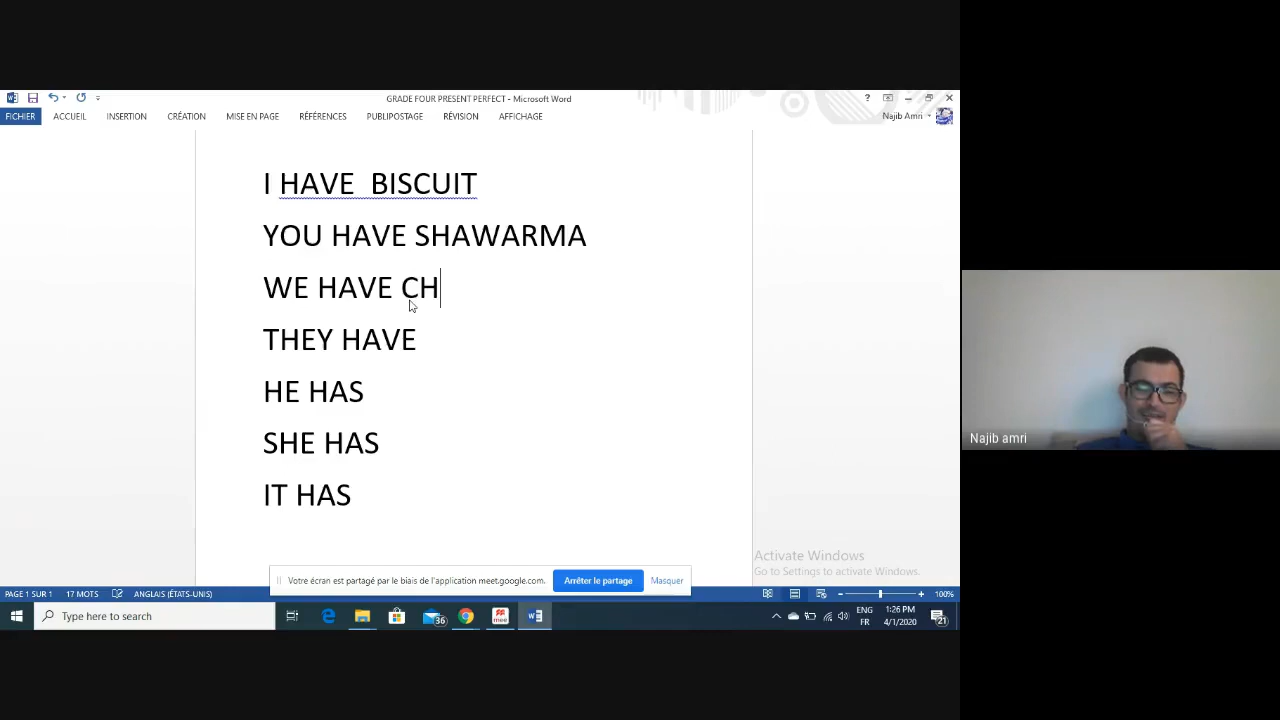 GRADE FOUR PRESENT PERFECT - Microsoft Word
FICHIER ACCUEIL INSERTION CRÉATION MISE EN PAGE RÉFÉRENCES PUBLIPOSTAGE RÉVISION AFFICHAGE Najib Amri
I HAVE BISCUIT
YOU HAVE SHAWARMA
WE HAVE CH
THEY HAVE
HE HAS
SHE HAS
IT HAS
Najib amri
Activate Windows
Go to Settings to activate Windows.
Votre écran est partagé par le biais de l'application meet.google.com. Arrêter le partage Masquer
PAGE 1 SUR 1 17 MOTS ANGLAIS (ÉTATS-UNIS) 100%
Type here to search 36 mee ENG 1:26 PM
FR 4/1/2020 21